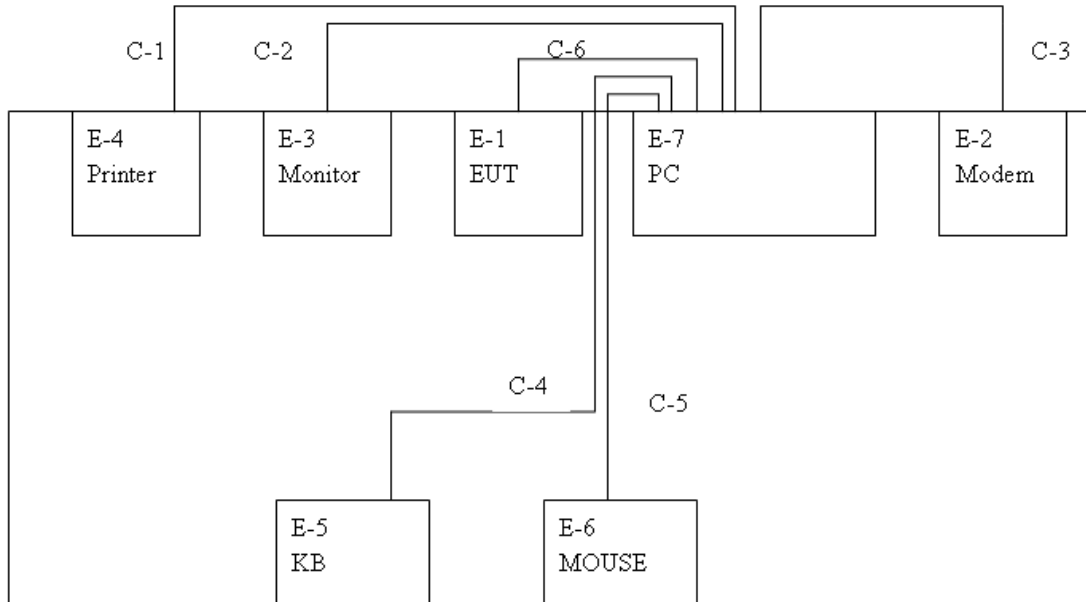 C-1
C-2
C-6
C-3
E-4
Printer
E-3
Monitor
E-1
EUT
E-7
PC
E-2
Modem
C-4
C-5
E-5
KB
E-6
MOUSE